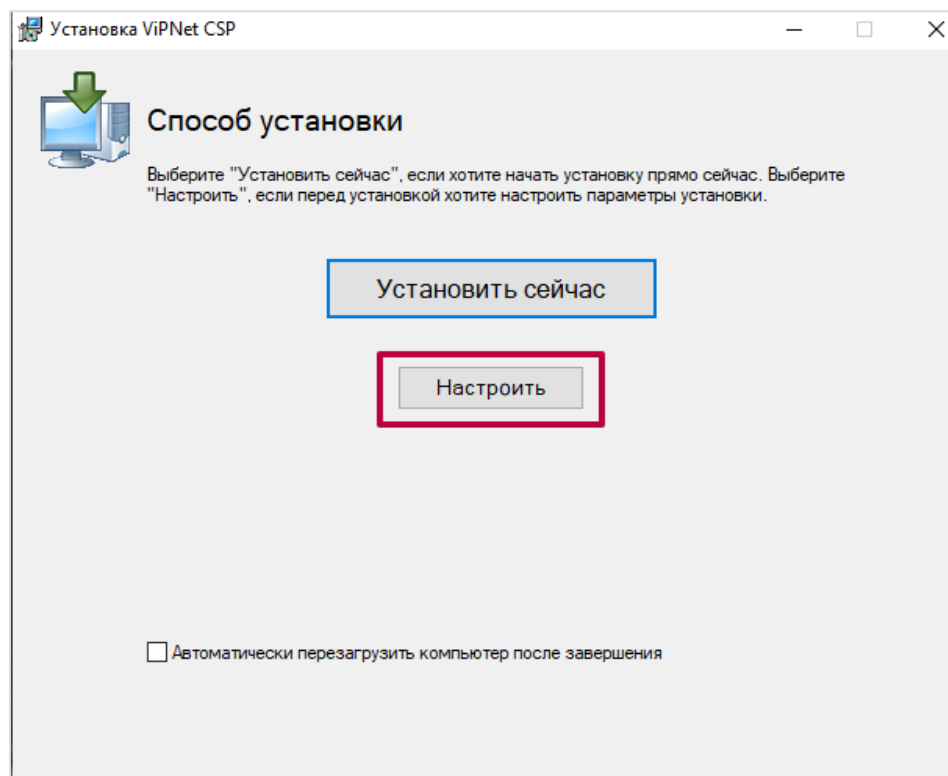 Установка ViPNet CSP
Способ установки
Выберите "Установить сейчас", если хотите начать установку прямо сейчас. Выберите
"Настроить", если перед установкой хотите настроить параметры установки.
Установить сейчас
Настроить
Автоматически перезагрузить компьютер после завершения